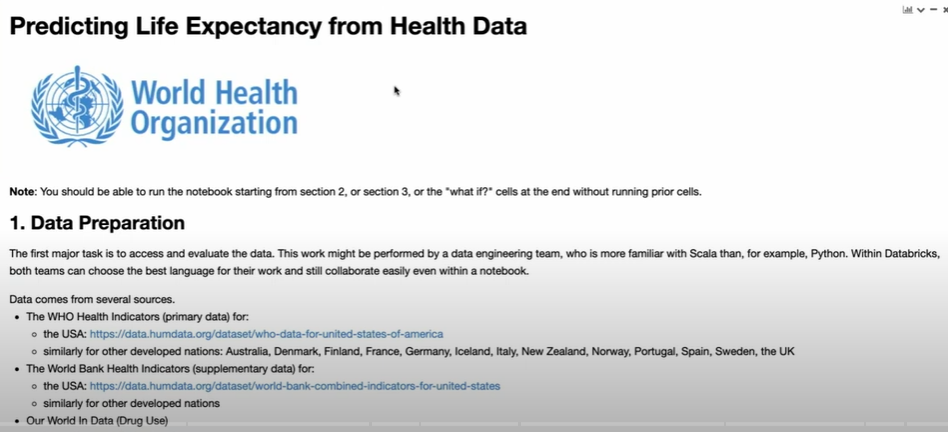 Predicting Life Expectancy from Health Data
World Health
Organization
Note: You should be able to run the notebook starting from section 2, or section 3, or the "what if?" cells at the end without running prior cells.
1. Data Preparation
The first major task is to access and evaluate the data. This work might be performed by a data engineering team, who is more familiar with Scala than, for example, Python. Within Databricks,
both teams can choose the best language for their work and still collaborate easily even within a notebook.
Data comes from several sources.
• The WHO Health Indicators (primary data) for:
○ the USA: https://data.humdata.org/dataset/who-data-for-united-states-of-america
○ similarly for other developed nations: Australia, Denmark, Finland, France, Germany, Iceland, Italy, New Zealand, Norway, Portugal, Spain, Sweden, the UK
• The World Bank Health Indicators (supplementary data) for:
○ the USA: https://data.humdata.org/dataset/world-bank-combined-indicators-for-united-states
○ similarly for other developed nations
• Our World In Data (Drug Use)